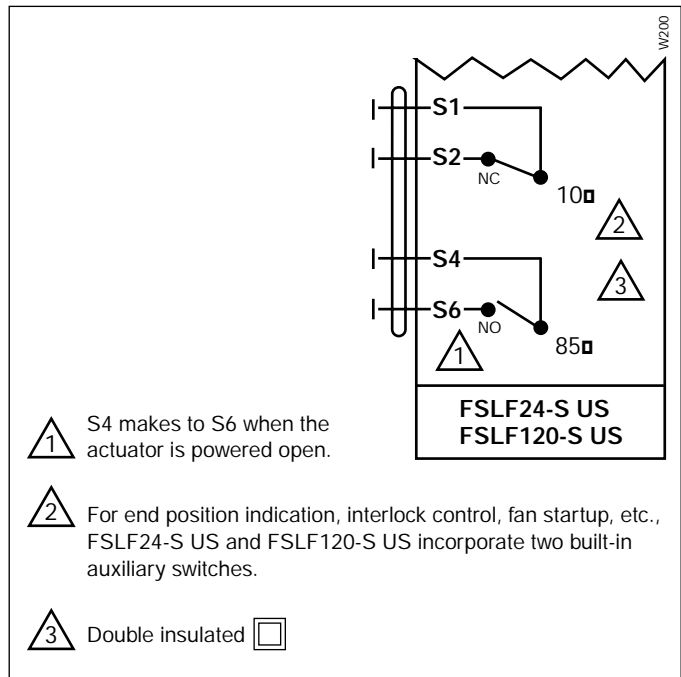 W200
S1
S2
NC
10
2
3
S4
S6
NO
1
85
FSLF24-S US
FSLF120-S US
1 S4 makes to S6 when the
actuator is powered open.
2 For end position indication, interlock control, fan startup, etc.,
FSLF24-S US and FSLF120-S US incorporate two built-in
auxiliary switches.
3 Double insulated